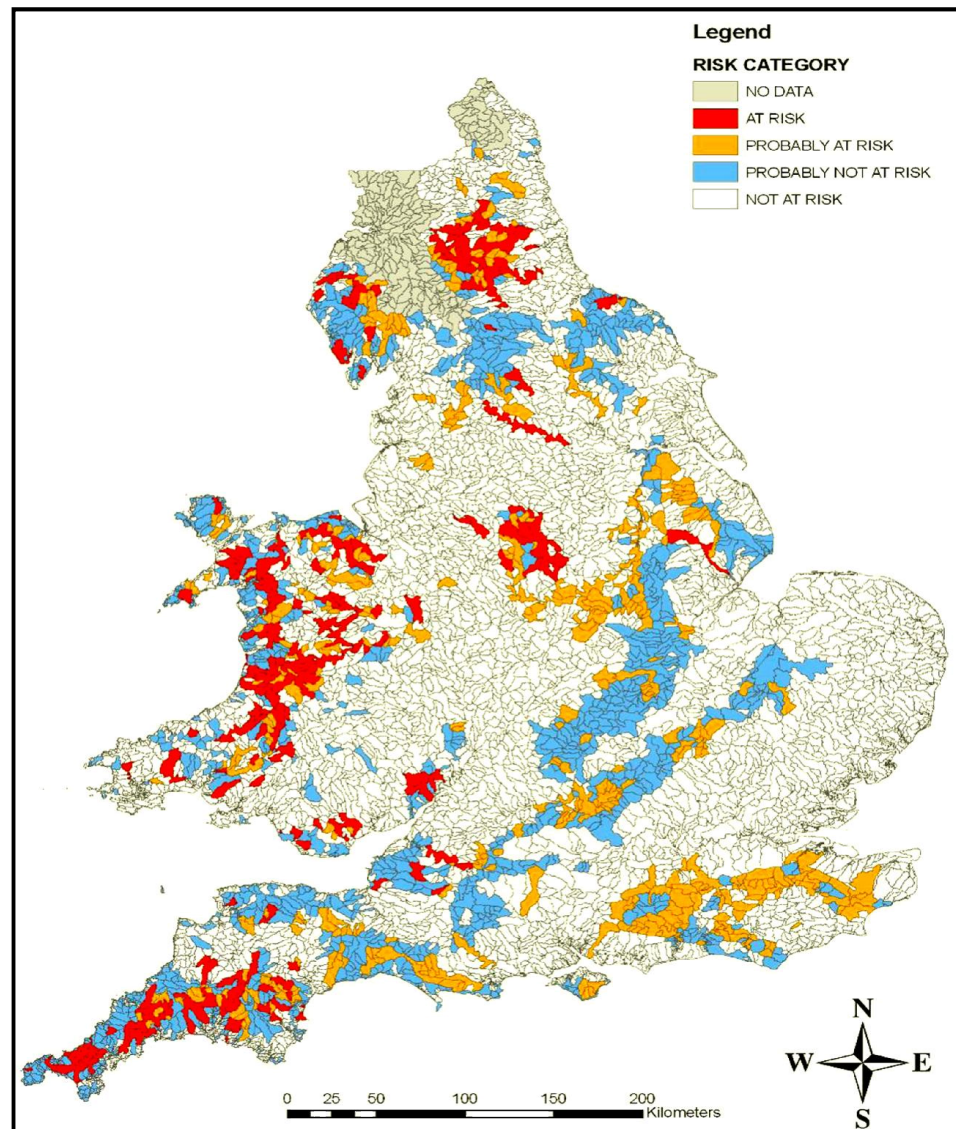 Legend
RISK CATEGORY
NO DATA
AT RISK
PROBABLY AT RISK
PROBABLY NOT AT RISK
NOT AT RISK
N
W E
S
0 25 50 100 150 200
Kilometers